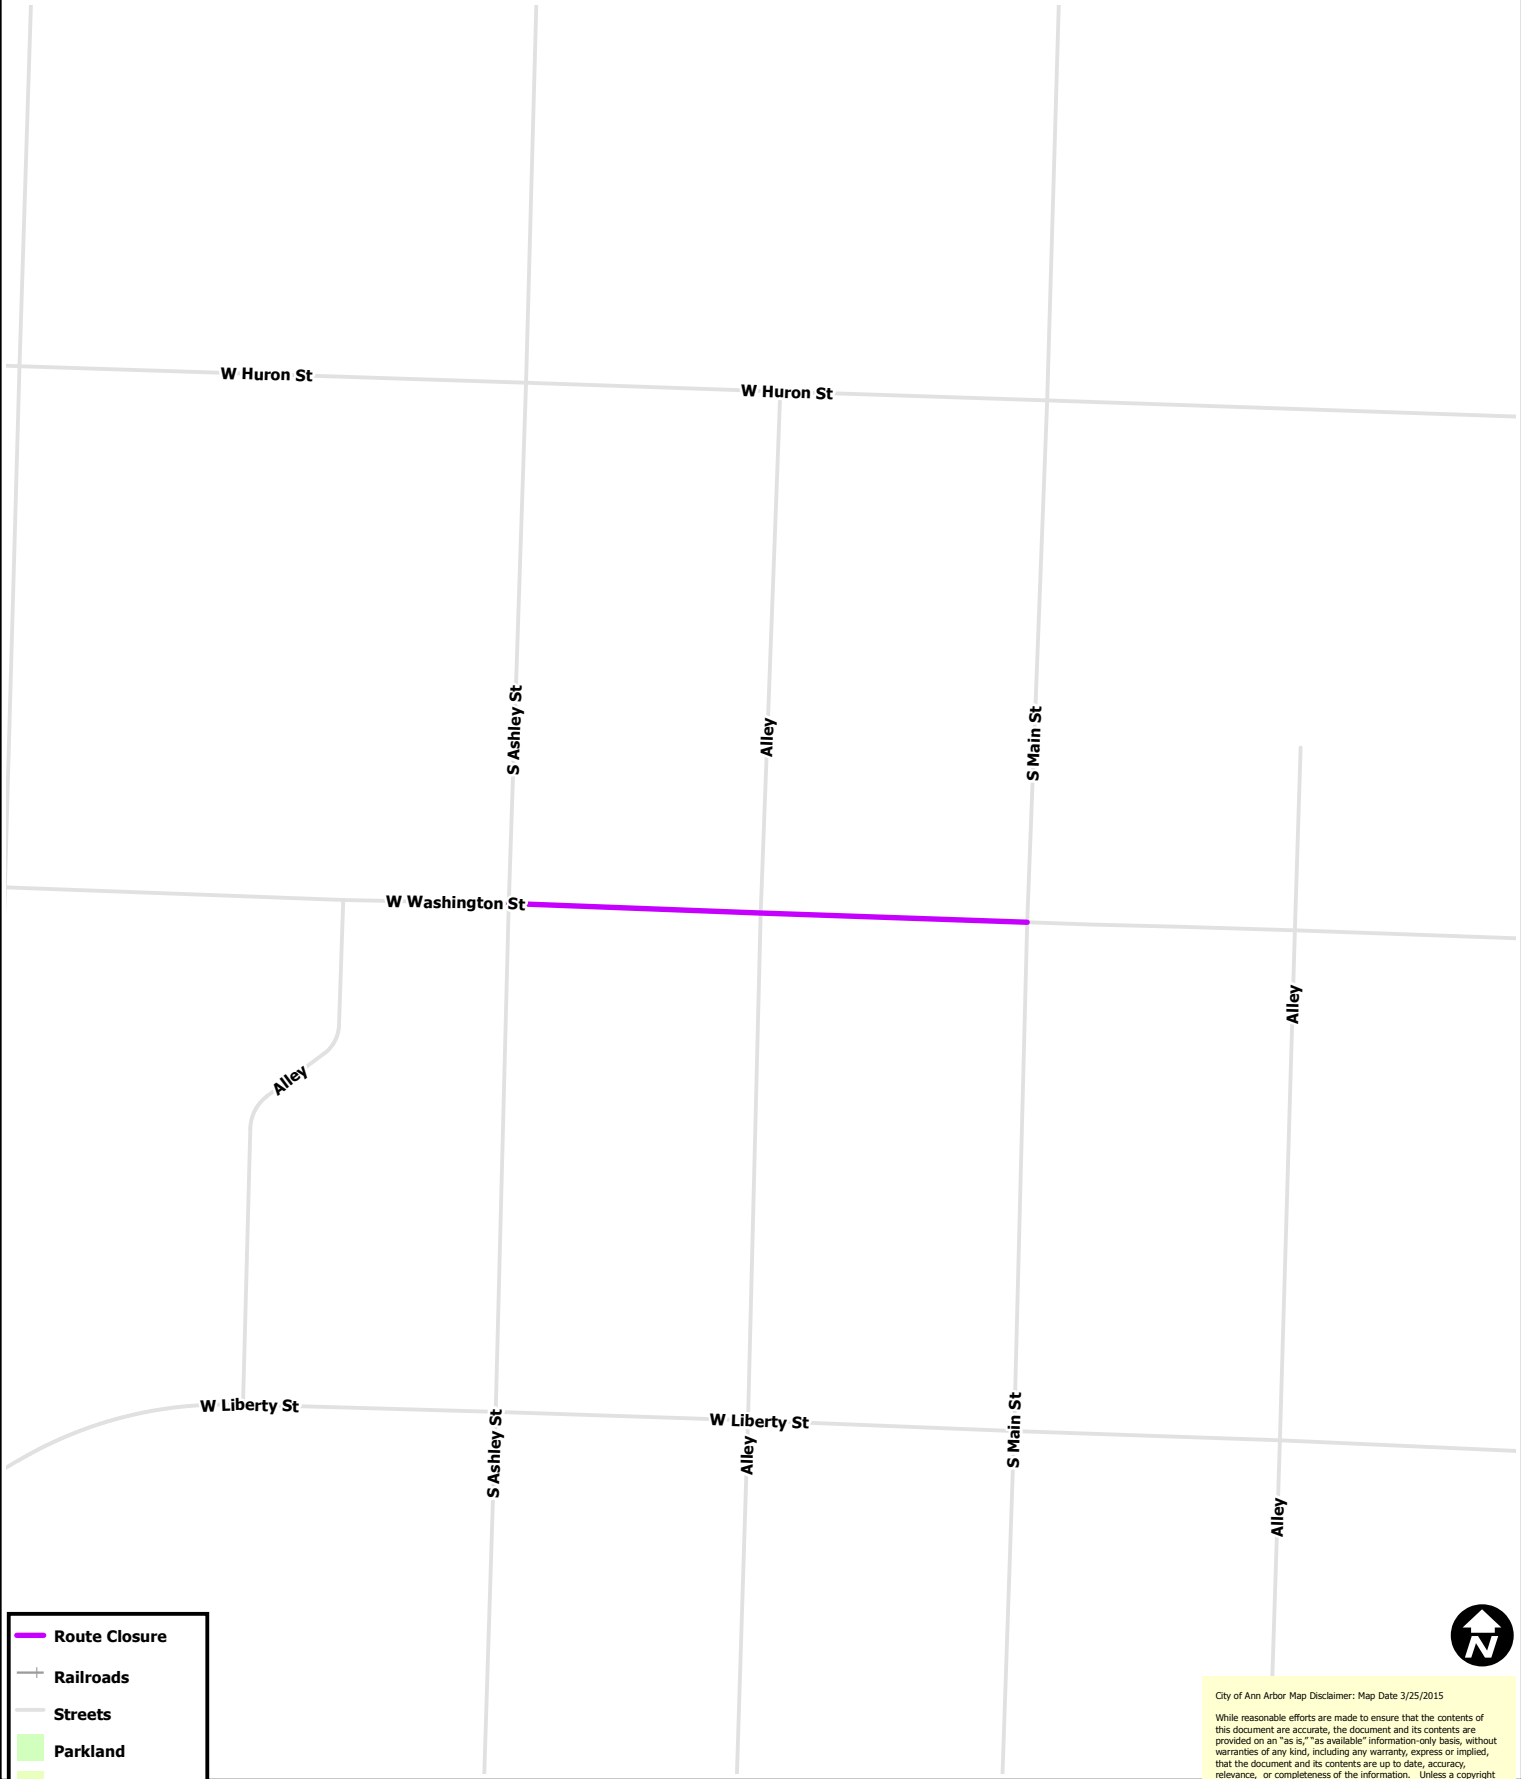 W Huron St
W Huron St
S Ashley St
Alley
S Main St
W Washington St
Alley
Alley
W Liberty St
W Liberty St
S Ashley St
Alley
S Main St
Alley
Route Closure
Railroads
Streets
Parkland
N
City of Ann Arbor Map Disclaimer: Map Date 3/25/2015
While reasonable efforts are made to ensure that the contents of
this document are accurate, the document and its contents are
provided on an "as is," "as available" information-only basis, without
warranties of any kind, including any warranty, express or implied,
that the document and its contents are up to date, accuracy,
relevance, or completeness of the information. Unless a copyright